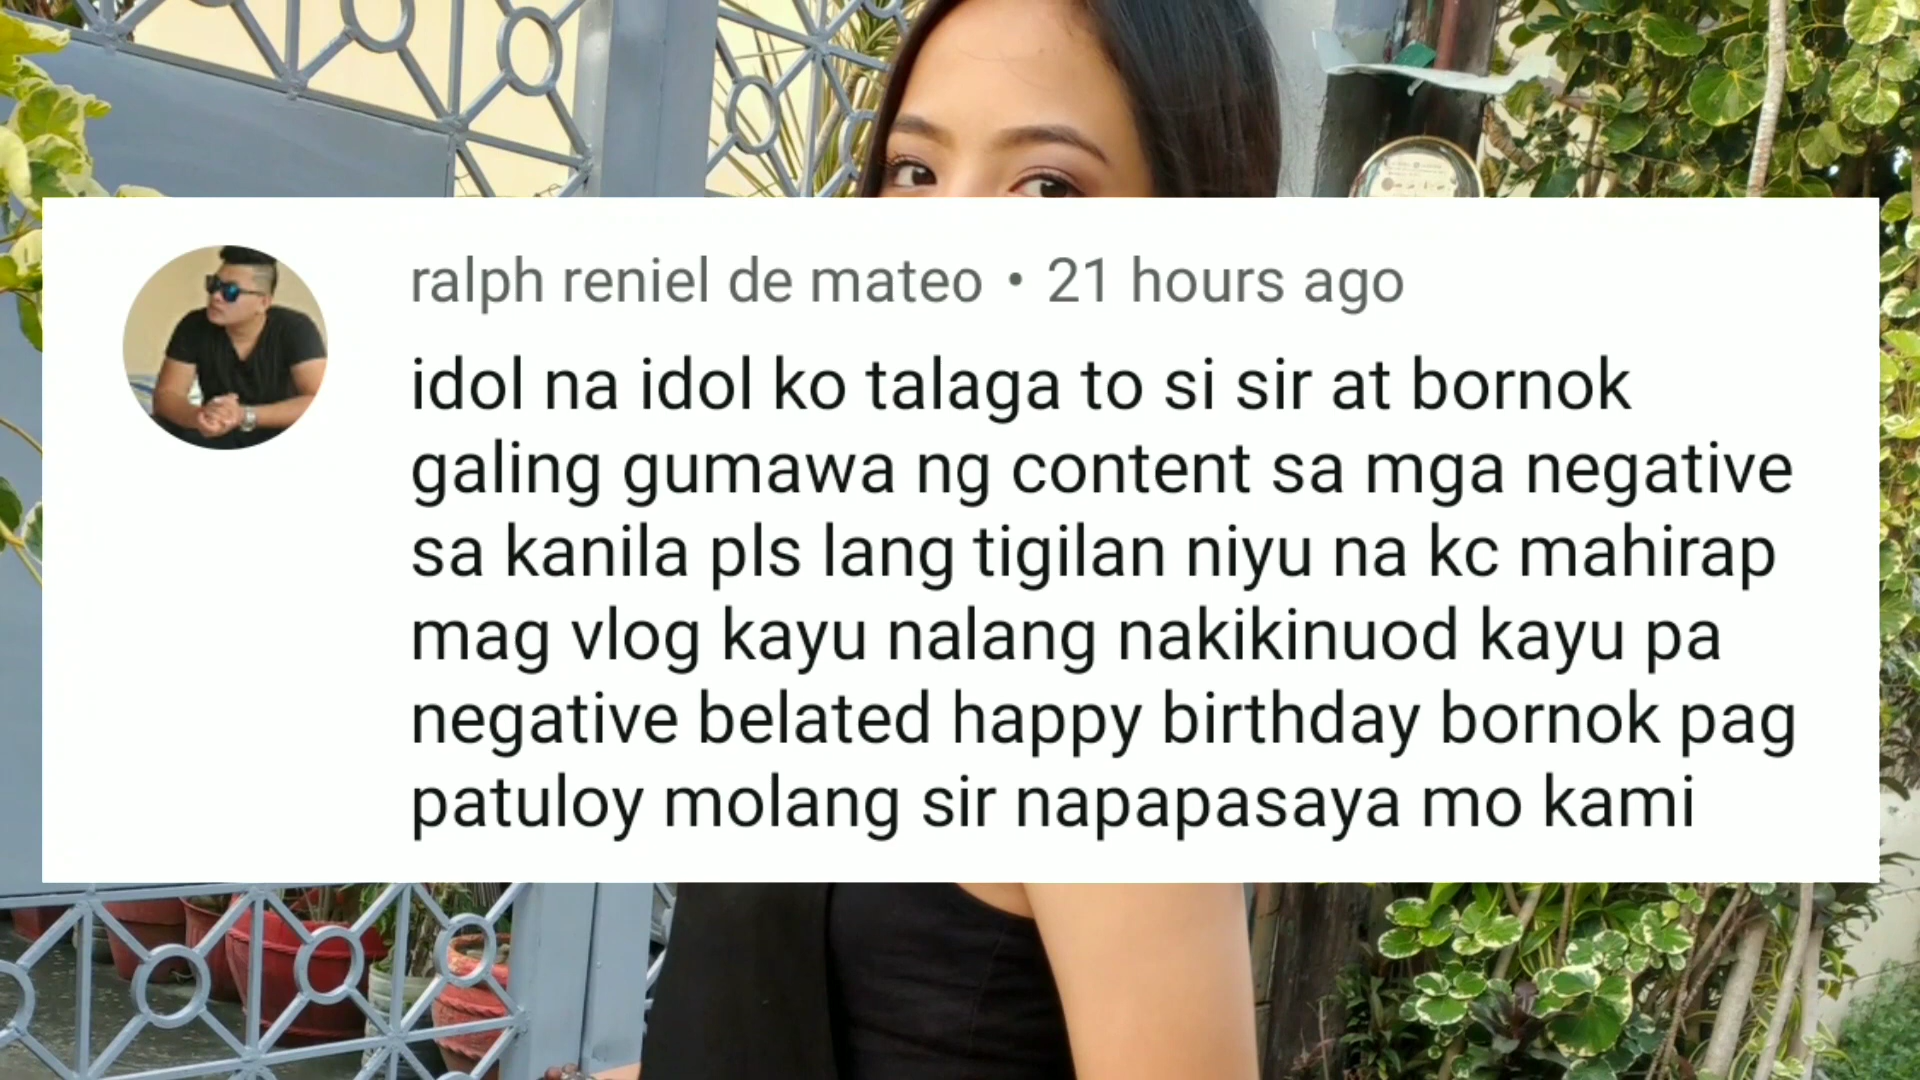 ralph reniel de mateo • 21 hours ago
idol na idol ko talaga to si sir at bornok
galing gumawa ng content sa mga negative
sa kanila pls lang tigilan niyu na kc mahirap
mag vlog kayu nalang nakikinuod kayu pa
negative belated happy birthday bornok pag
patuloy molang sir napapasaya mo kami